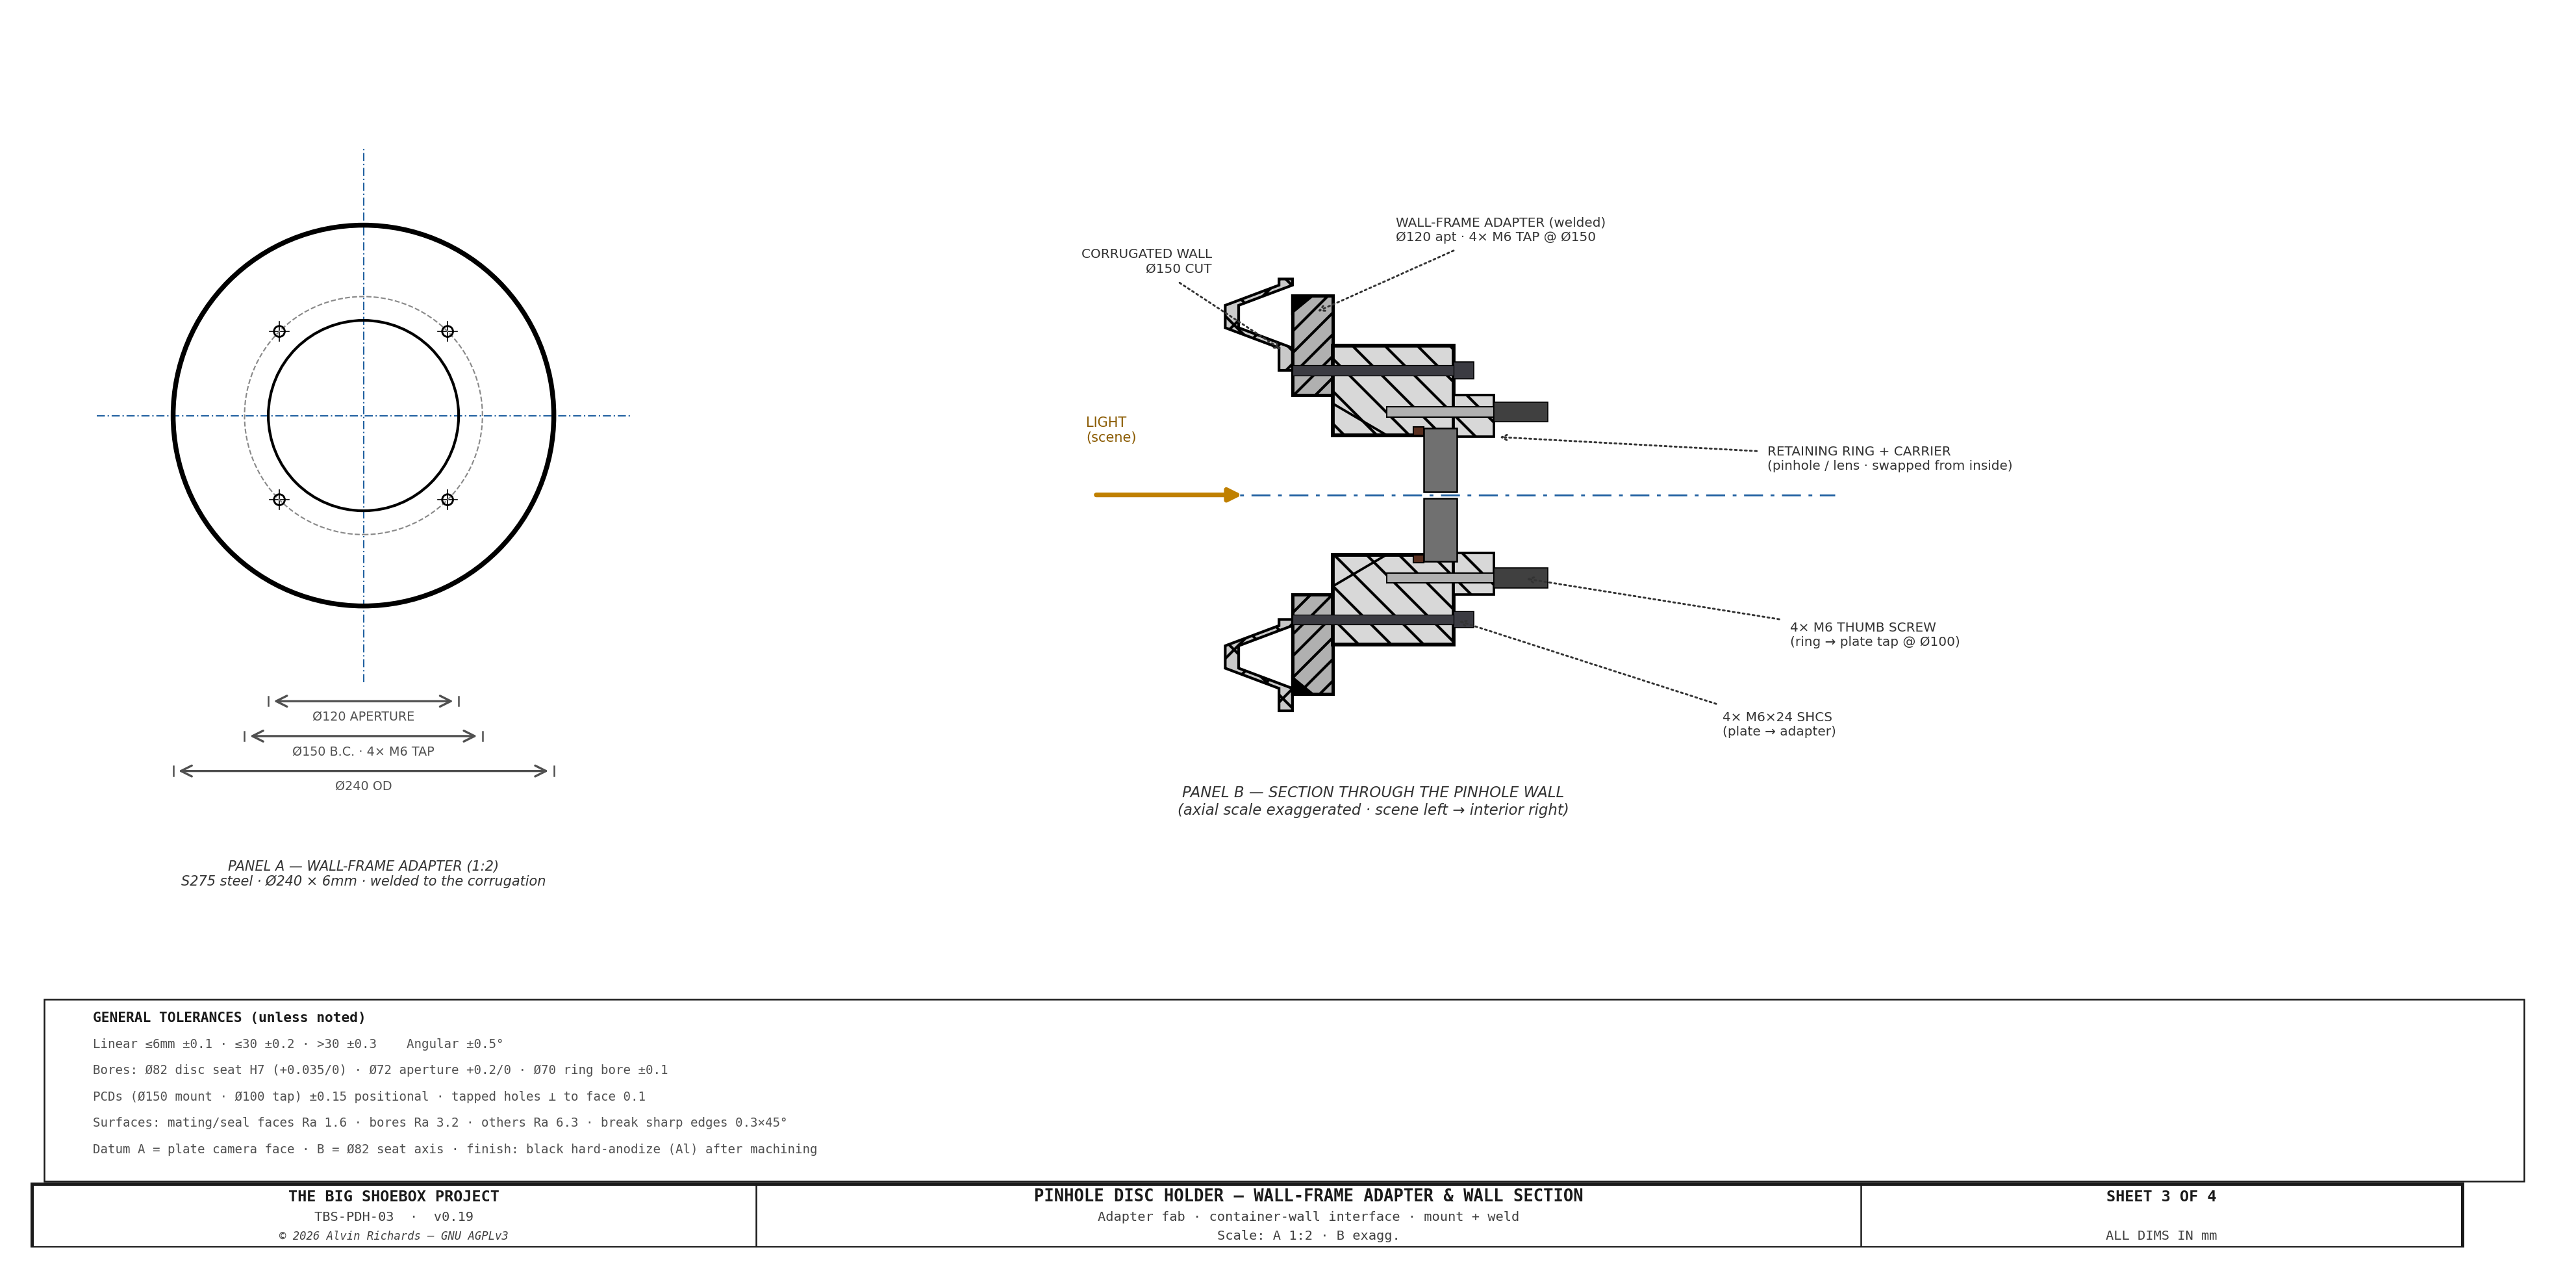 WALL-FRAME ADAPTER (welded)
Ø120 apt · 4× M6 TAP @ Ø150
CORRUGATED WALL
Ø150 CUT
LIGHT
(scene)
RETAINING RING + CARRIER
(pinhole / lens · swapped from inside)
4× M6 THUMB SCREW
(ring → plate tap @ Ø100)
4× M6×24 SHCS
(plate → adapter)
Ø120 APERTURE
Ø150 B.C. · 4× M6 TAP
Ø240 OD
PANEL B — SECTION THROUGH THE PINHOLE WALL
(axial scale exaggerated · scene left → interior right)
PANEL A — WALL-FRAME ADAPTER (1:2)
S275 steel · Ø240 × 6mm · welded to the corrugation
GENERAL TOLERANCES (unless noted)
Linear ≤6mm ±0.1 · ≤30 ±0.2 · >30 ±0.3    Angular ±0.5°
Bores: Ø82 disc seat H7 (+0.035/0) · Ø72 aperture +0.2/0 · Ø70 ring bore ±0.1
PCDs (Ø150 mount · Ø100 tap) ±0.15 positional · tapped holes ⊥ to face 0.1
Surfaces: mating/seal faces Ra 1.6 · bores Ra 3.2 · others Ra 6.3 · break sharp edges 0.3×45°
Datum A = plate camera face · B = Ø82 seat axis · finish: black hard-anodize (Al) after machining
THE BIG SHOEBOX PROJECT
TBS-PDH-03  ·  v0.19
© 2026 Alvin Richards — GNU AGPLv3
PINHOLE DISC HOLDER — WALL-FRAME ADAPTER & WALL SECTION
Adapter fab · container-wall interface · mount + weld
Scale: A 1:2 · B exagg.
SHEET 3 OF 4
ALL DIMS IN mm